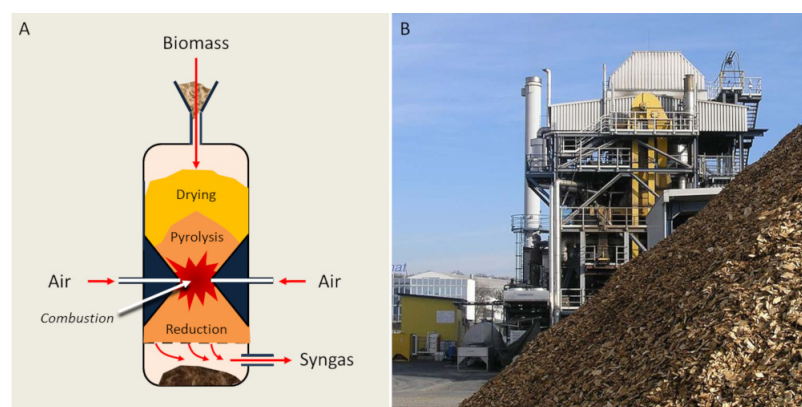 A
Biomass
Drying
Pyrolysis
Air
Air
Combustion
Reduction
Syngas
B